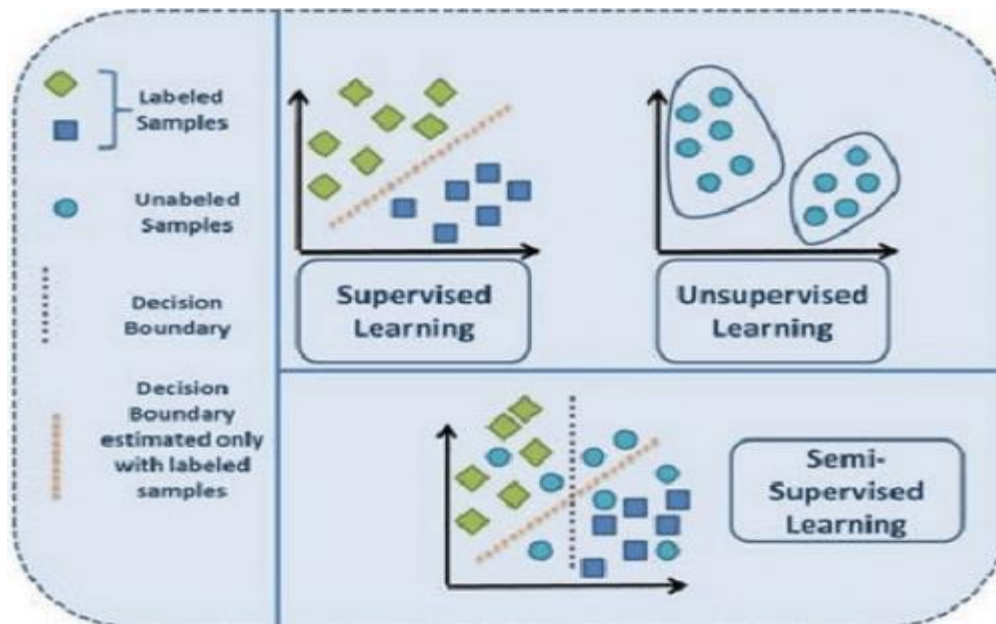 Labeled
Samples
Unabeled
Samples
Decision
Boundary
Decision
Boundary
estimated only
with labeled
samples
Supervised
Learning
Unsupervised
Learning
Semi-
Supervised
Learning